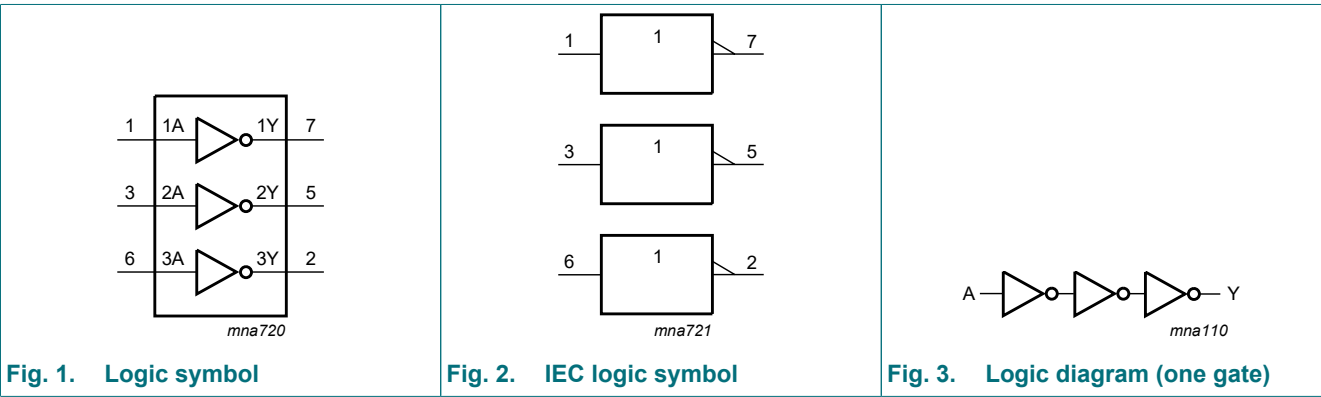 1 1A 1Y 7
3 2A 2Y 5
6 3A 3Y 2
mna720
Fig. 1. Logic symbol
1 1 7
3 1 5
6 1 2
mna721
Fig. 2. IEC logic symbol
A Y
mna110
Fig. 3. Logic diagram (one gate)